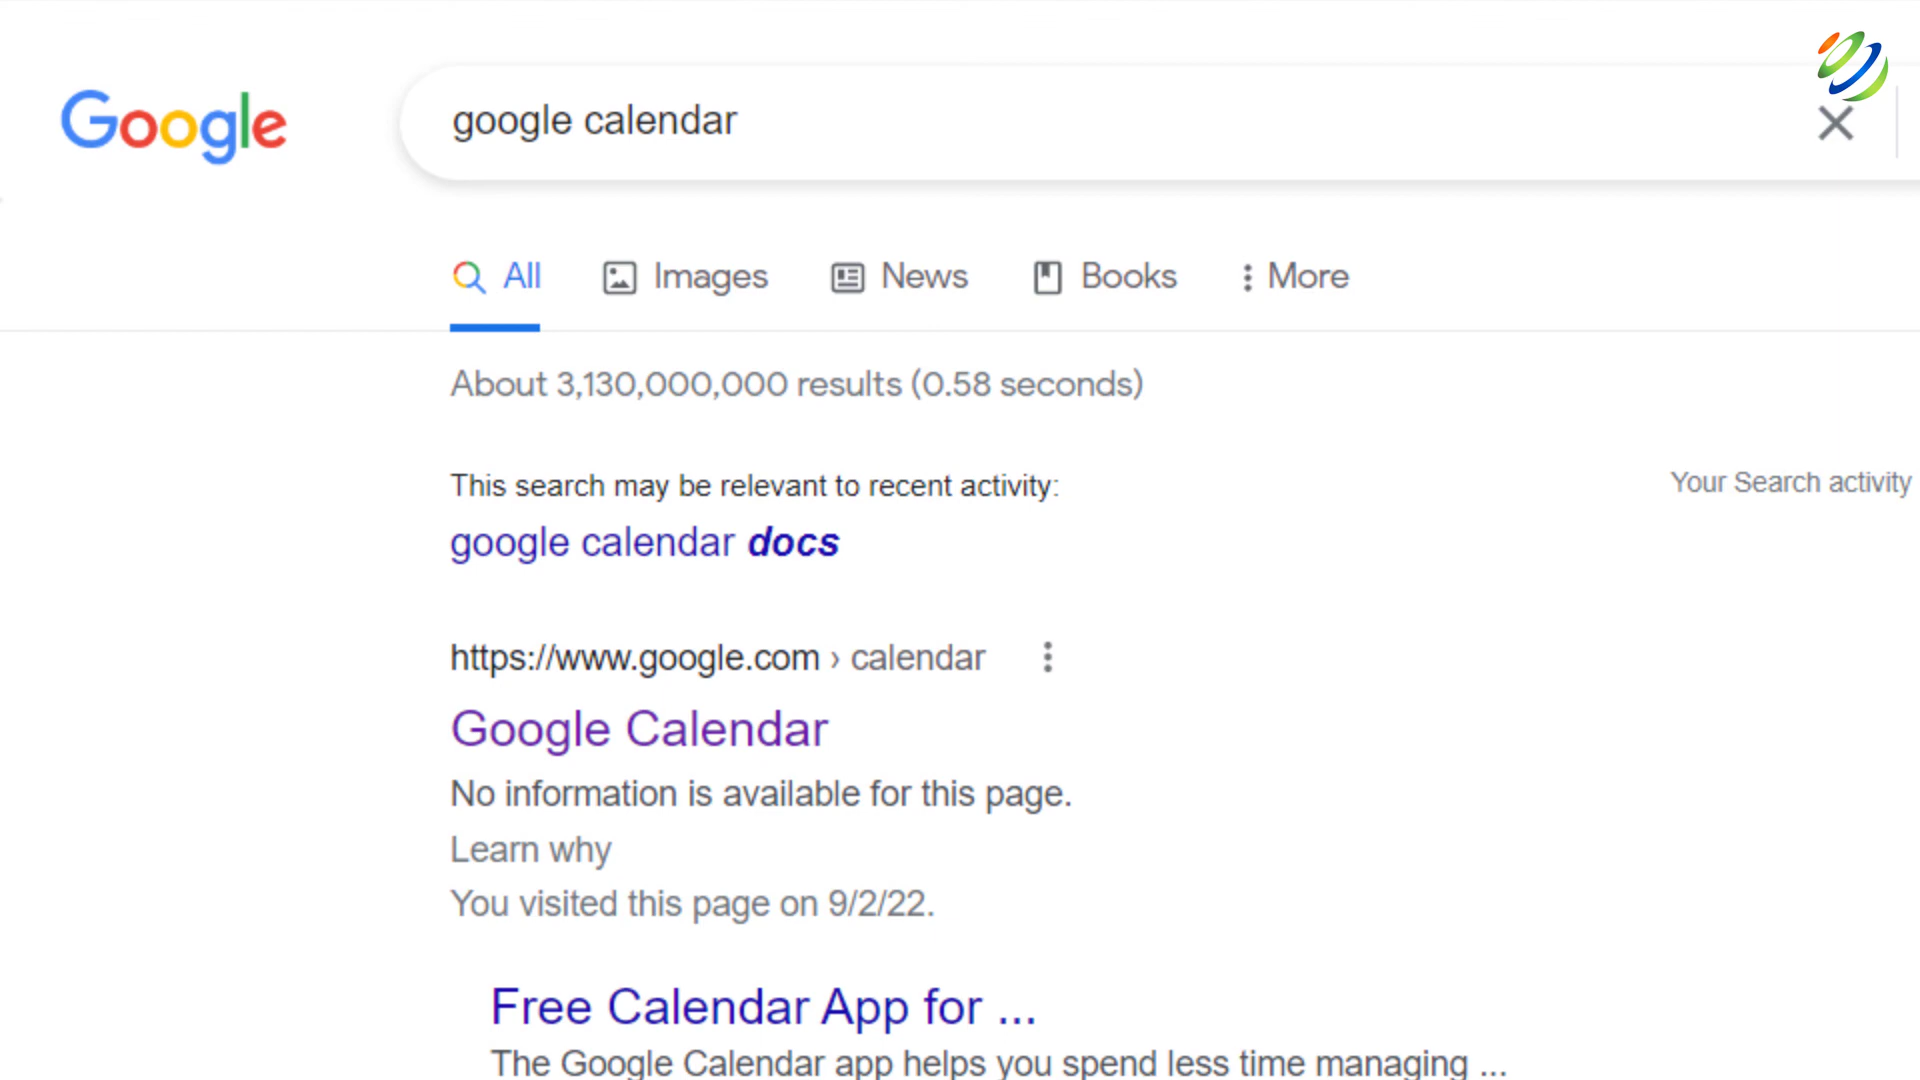 Google
google calendar
All Images News Books More
About 3,130,000,000 results (0.58 seconds)
This search may be relevant to recent activity:
Your Search activity
google calendar docs
https://www.google.com › calendar
Google Calendar
No information is available for this page.
Learn why
You visited this page on 9/2/22.
Free Calendar App for ...
The Google Calendar app helps you spend less time managing ...